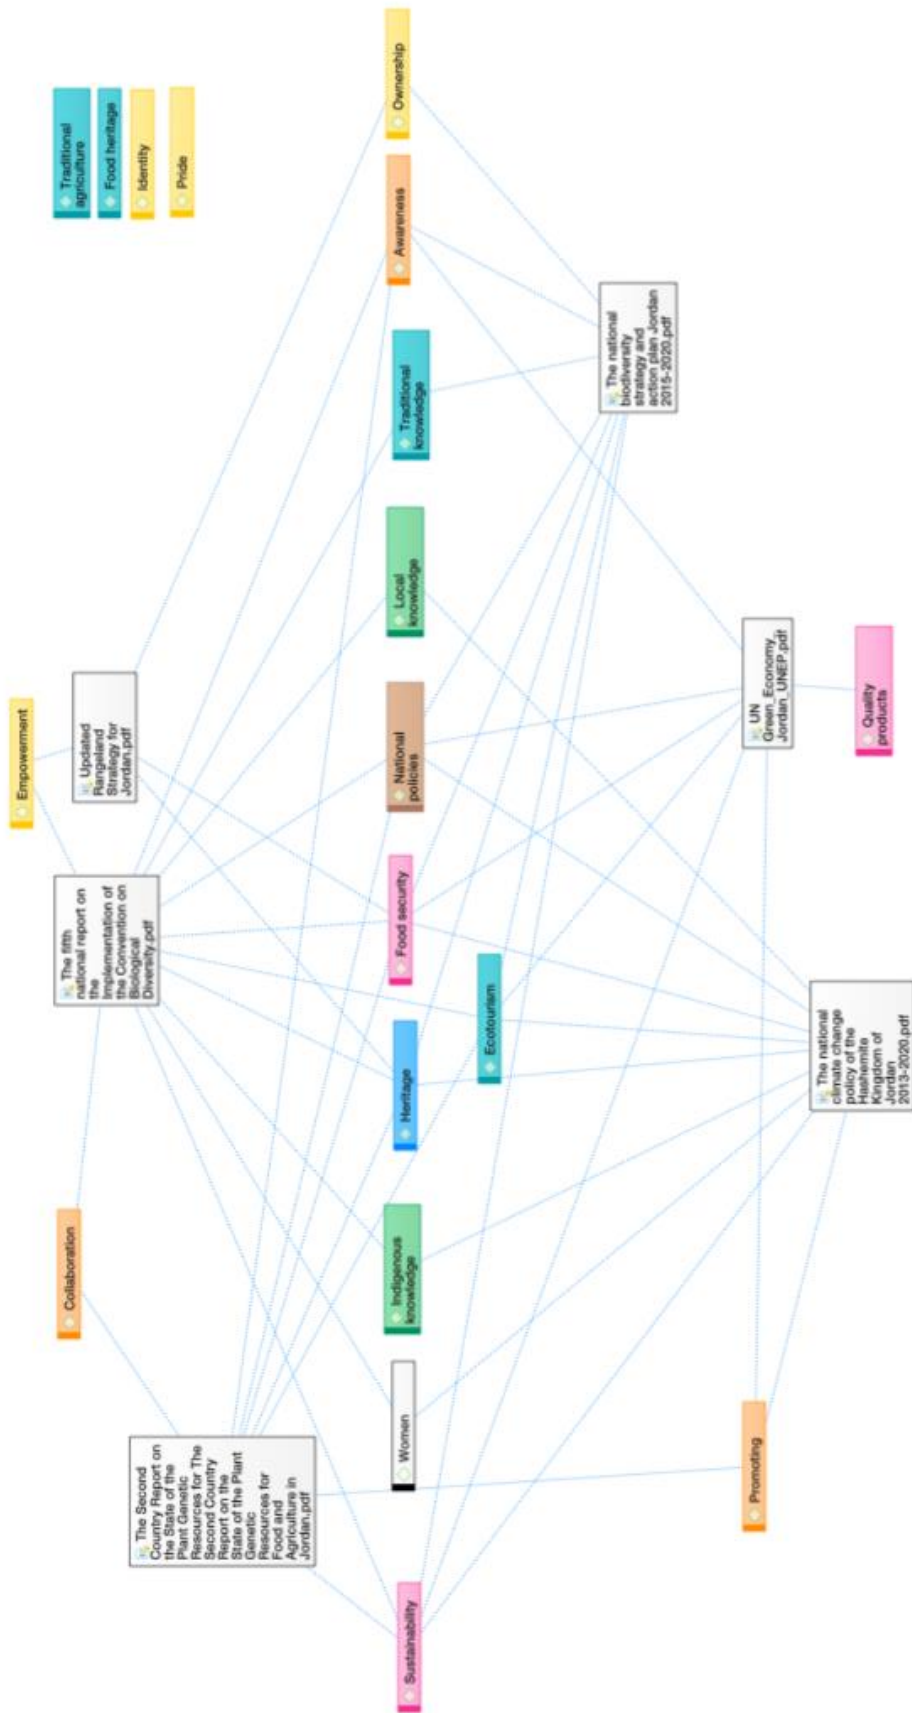 Traditional
agriculture
Food heritage
Identity
Pride
Empowerment
Updated
Rangeland
Strategy for
Jordan.pdf
The fifth
national report on
the
Implementation of
the Convention on
Biological
Diversity.pdf
Collaboration
The Second
Country Report on
the State of the
Plant Genetic
Resources for The
Second Country
Report on the
State of the Plant
Genetic
Resources for
Food and
Agriculture in
Jordan.pdf
Sustainability
Women
Indigenous
knowledge
Heritage
Ecotourism
Food security
National
policies
Local
knowledge
Traditional
knowledge
Awareness
Ownership
Promoting
The national
climate change
policy of the
Hashemite
Kingdom of
Jordan
2013-2020.pdf
UN
Green_Economy_
Jordan_UNEP.pdf
Quality
products
The national
biodiversity
strategy and
action plan Jordan
2015-2020.pdf